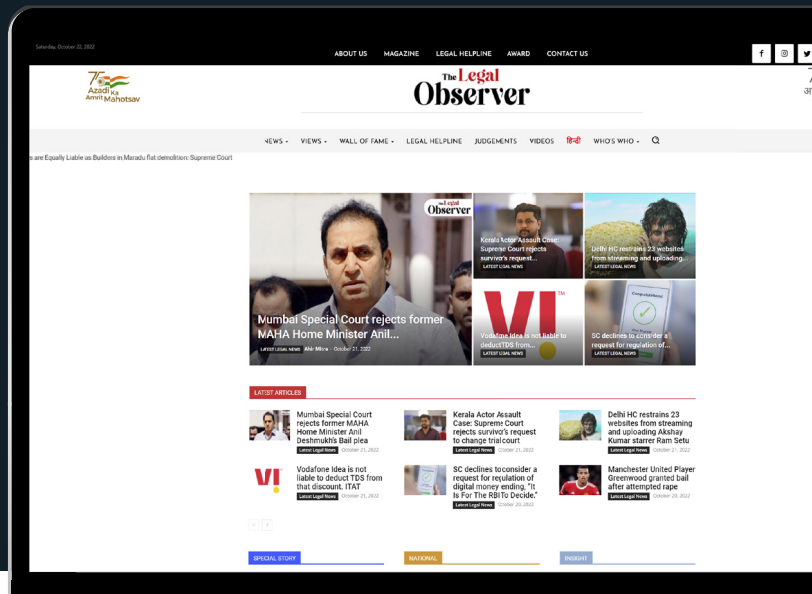 Saturday, October 22, 2022
ABOUT US MAGAZINE LEGAL HELPLINE AWARD CONTACT US
Azadi Ka
Amrit Mahotsav
The Legal
Observer
NEWS VIEWS WALL OF FAME LEGAL HELPLINE JUDGEMENTS VIDEOS हिन्दी WHO'S WHO
s are Equally Liable as Builders in Maradu flat demolition: Supreme Court
The Legal
Observer
Mumbai Special Court rejects former
MAHA Home Minister Anil...
LATEST LEGAL NEWS - October 21, 2022
Kerala Actor Assault Case:
Supreme Court rejects
survivor's request...
LATEST LEGAL NEWS
Delhi HC restrains 23 websites
from streaming and uploading...
LATEST LEGAL NEWS
VI
Vodafone Idea is not liable to
deduct TDS from...
LATEST LEGAL NEWS
SC declines to consider a
request for regulation of...
LATEST LEGAL NEWS
LATEST ARTICLES
Mumbai Special Court
rejects former MAHA
Home Minister Anil
Deshmukh's Bail plea
Latest Legal News October 21, 2022
Kerala Actor Assault
Case: Supreme Court
rejects survivor's request
to change trial court
Latest Legal News October 21, 2022
Delhi HC restrains 23
websites from streaming
and uploading Akshay
Kumar starrer Ram Setu
Latest Legal News October 21, 2022
VI
Vodafone Idea is not
liable to deduct TDS from
that discount. ITAT
Latest Legal News October 21, 2022
SC declines to consider a
request for regulation of
digital money ending, "It
Is For The RBI To Decide."
Latest Legal News October 20, 2022
Manchester United Player
Greenwood granted bail
after attempted rape
Latest Legal News October 20, 2022
SPECIAL STORY NATIONAL INSIGHT